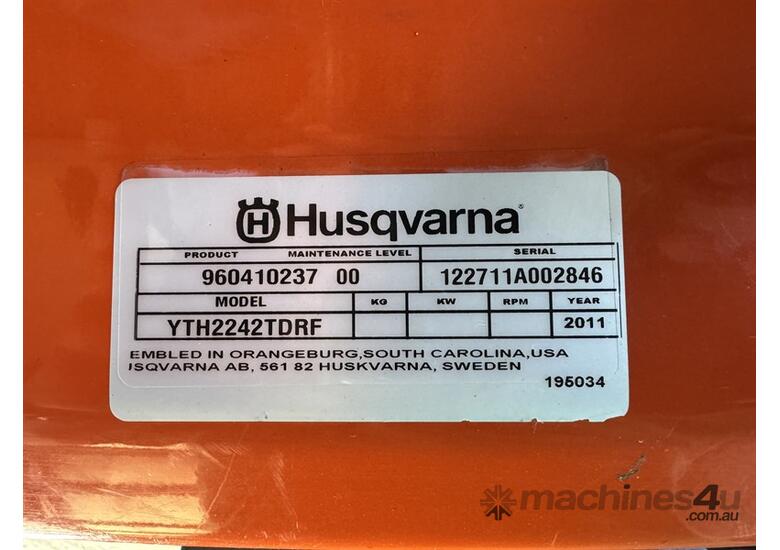 Husqvarna
PRODUCT MAINTENANCE LEVEL SERIAL
960410237 00 122711A002846
MODEL KG KW RPM YEAR
YTH2242TDRF 2011
EMBLED IN ORANGEBURG,SOUTH CAROLINA,USA
USQVARNA AB, 561 82 HUSKVARNA, SWEDEN
195034
machines4u
.com.au